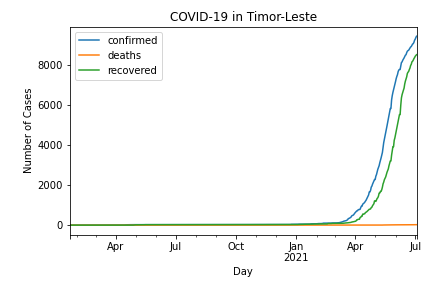 COVID-19 in Timor-Leste
confirmed
deaths
recovered
Number of Cases
8000
6000
4000
2000
0
Apr Jul Oct Jan Apr Jul
2021
Day